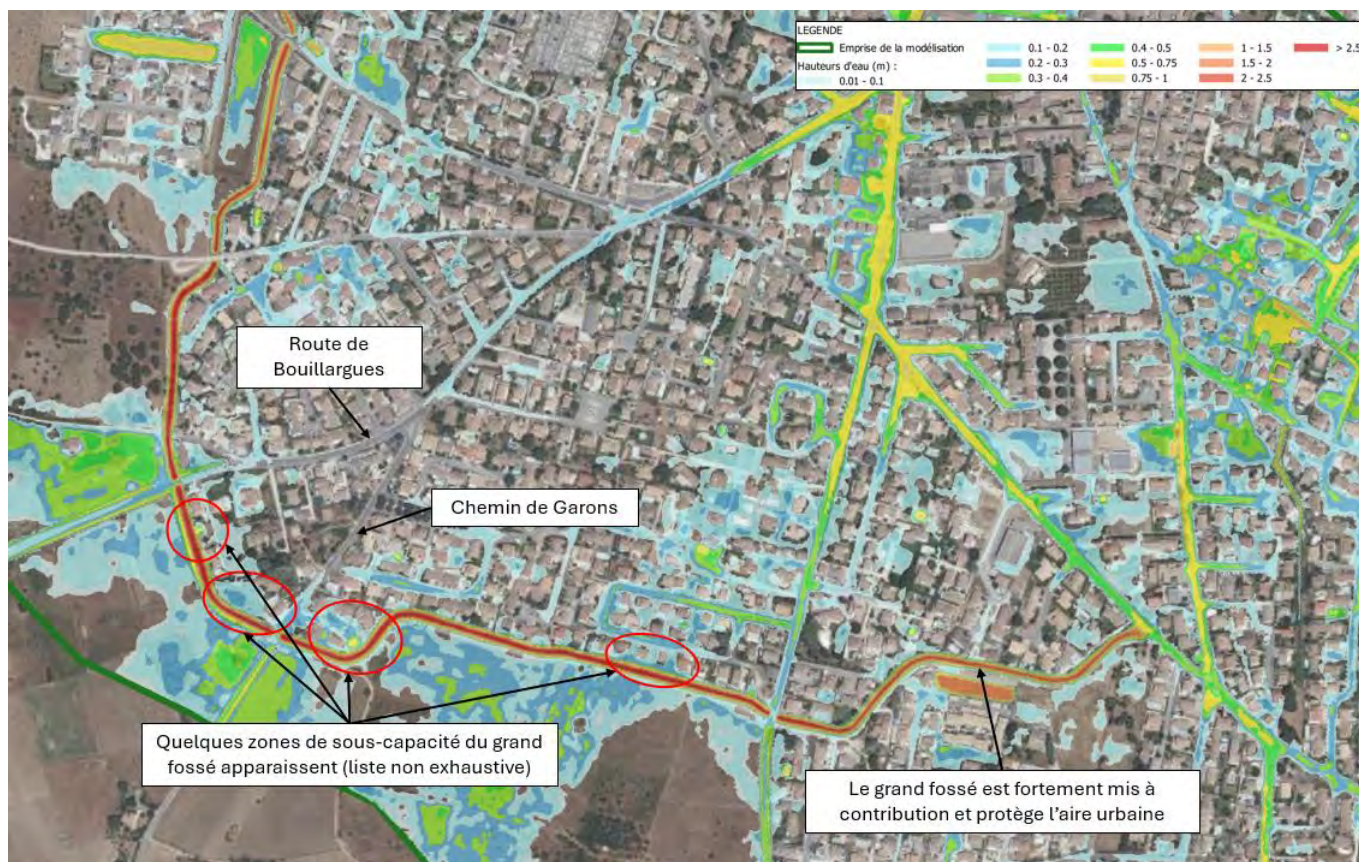 LEGENDE
Emprise de la modélisation
Hauteurs d'eau (m) :
0.01 - 0.1
0.1 - 0.2
0.2 - 0.3
0.3 - 0.4
0.4 - 0.5
0.5 - 0.75
0.75 - 1
1 - 1.5
1.5 - 2
2 - 2.5
> 2.5
Route de
Bouillargues
Chemin de Garons
Quelques zones de sous-capacité du grand
fossé apparaissent (liste non exhaustive)
Le grand fossé est fortement mis à
contribution et protège l'aire urbaine